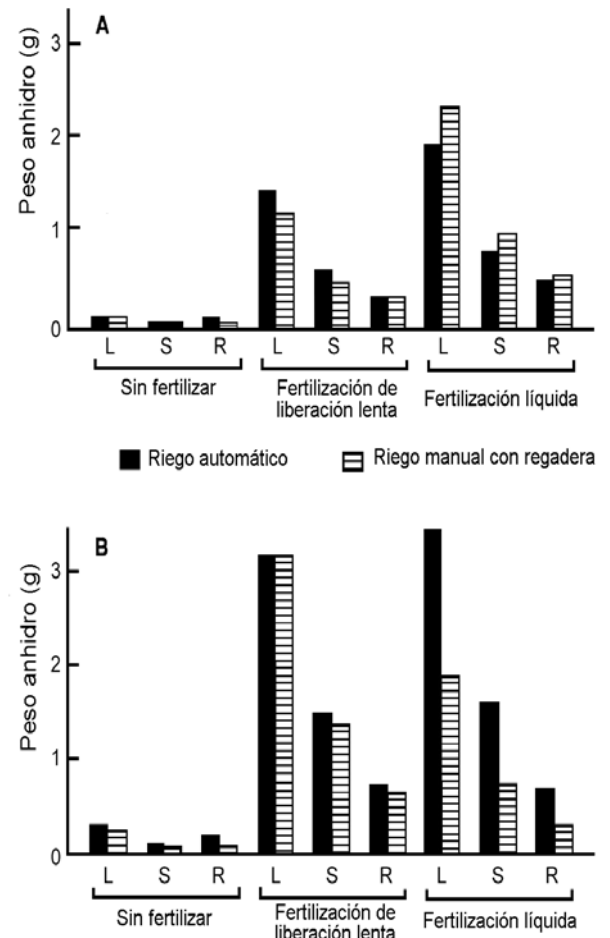 A
Peso anhidro (g)
3
2
1
0
L S R L S R L S R
Sin fertilizar
Fertilización de
liberación lenta
Fertilización líquida
Riego automático
Riego manual con regadera
B
Peso anhidro (g)
3
2
1
0
L S R L S R L S R
Sin fertilizar
Fertilización de
liberación lenta
Fertilización líquida